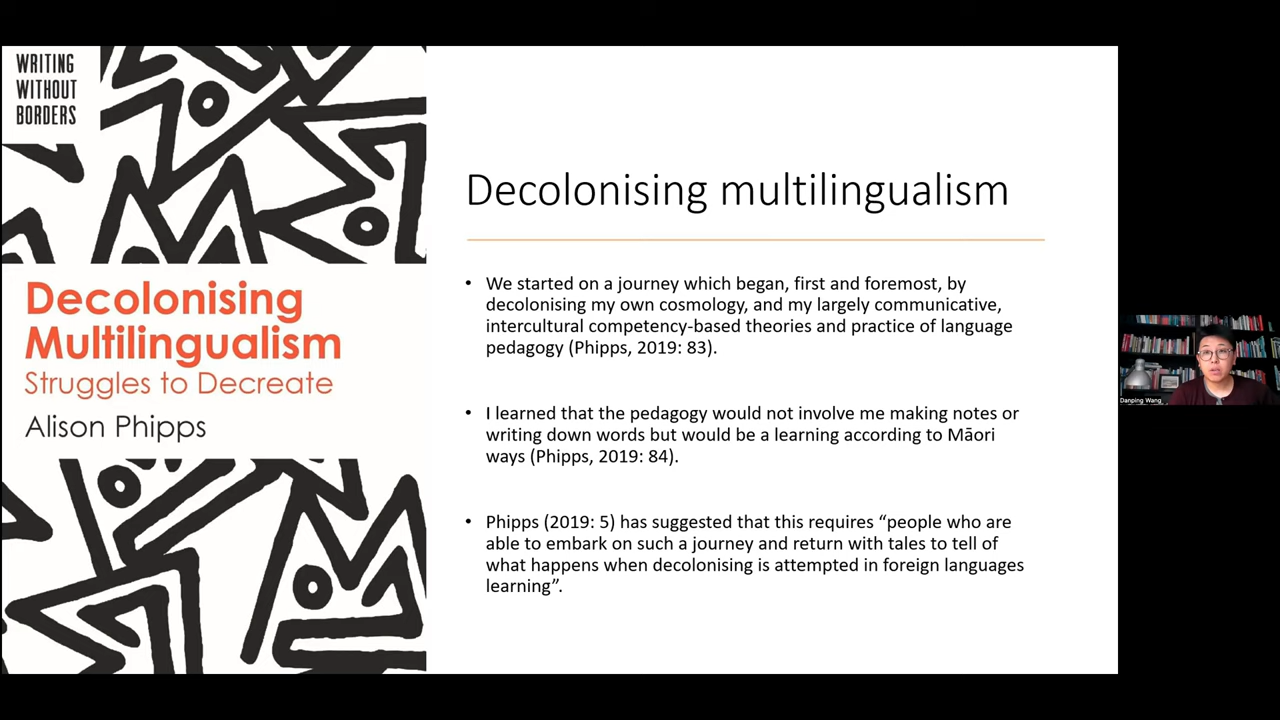 WRITING
WITHOUT
BORDERS
Decolonising
Multilingualism
Struggles to Decreate
Alison Phipps
Decolonising multilingualism
• We started on a journey which began, first and foremost, by
decolonising my own cosmology, and my largely communicative,
intercultural competency-based theories and practice of language
pedagogy (Phipps, 2019: 83).
• I learned that the pedagogy would not involve me making notes or
writing down words but would be a learning according to Māori
ways (Phipps, 2019: 84).
• Phipps (2019: 5) has suggested that this requires “people who are
able to embark on such a journey and return with tales to tell of
what happens when decolonising is attempted in foreign languages
learning”.
Danping Wang